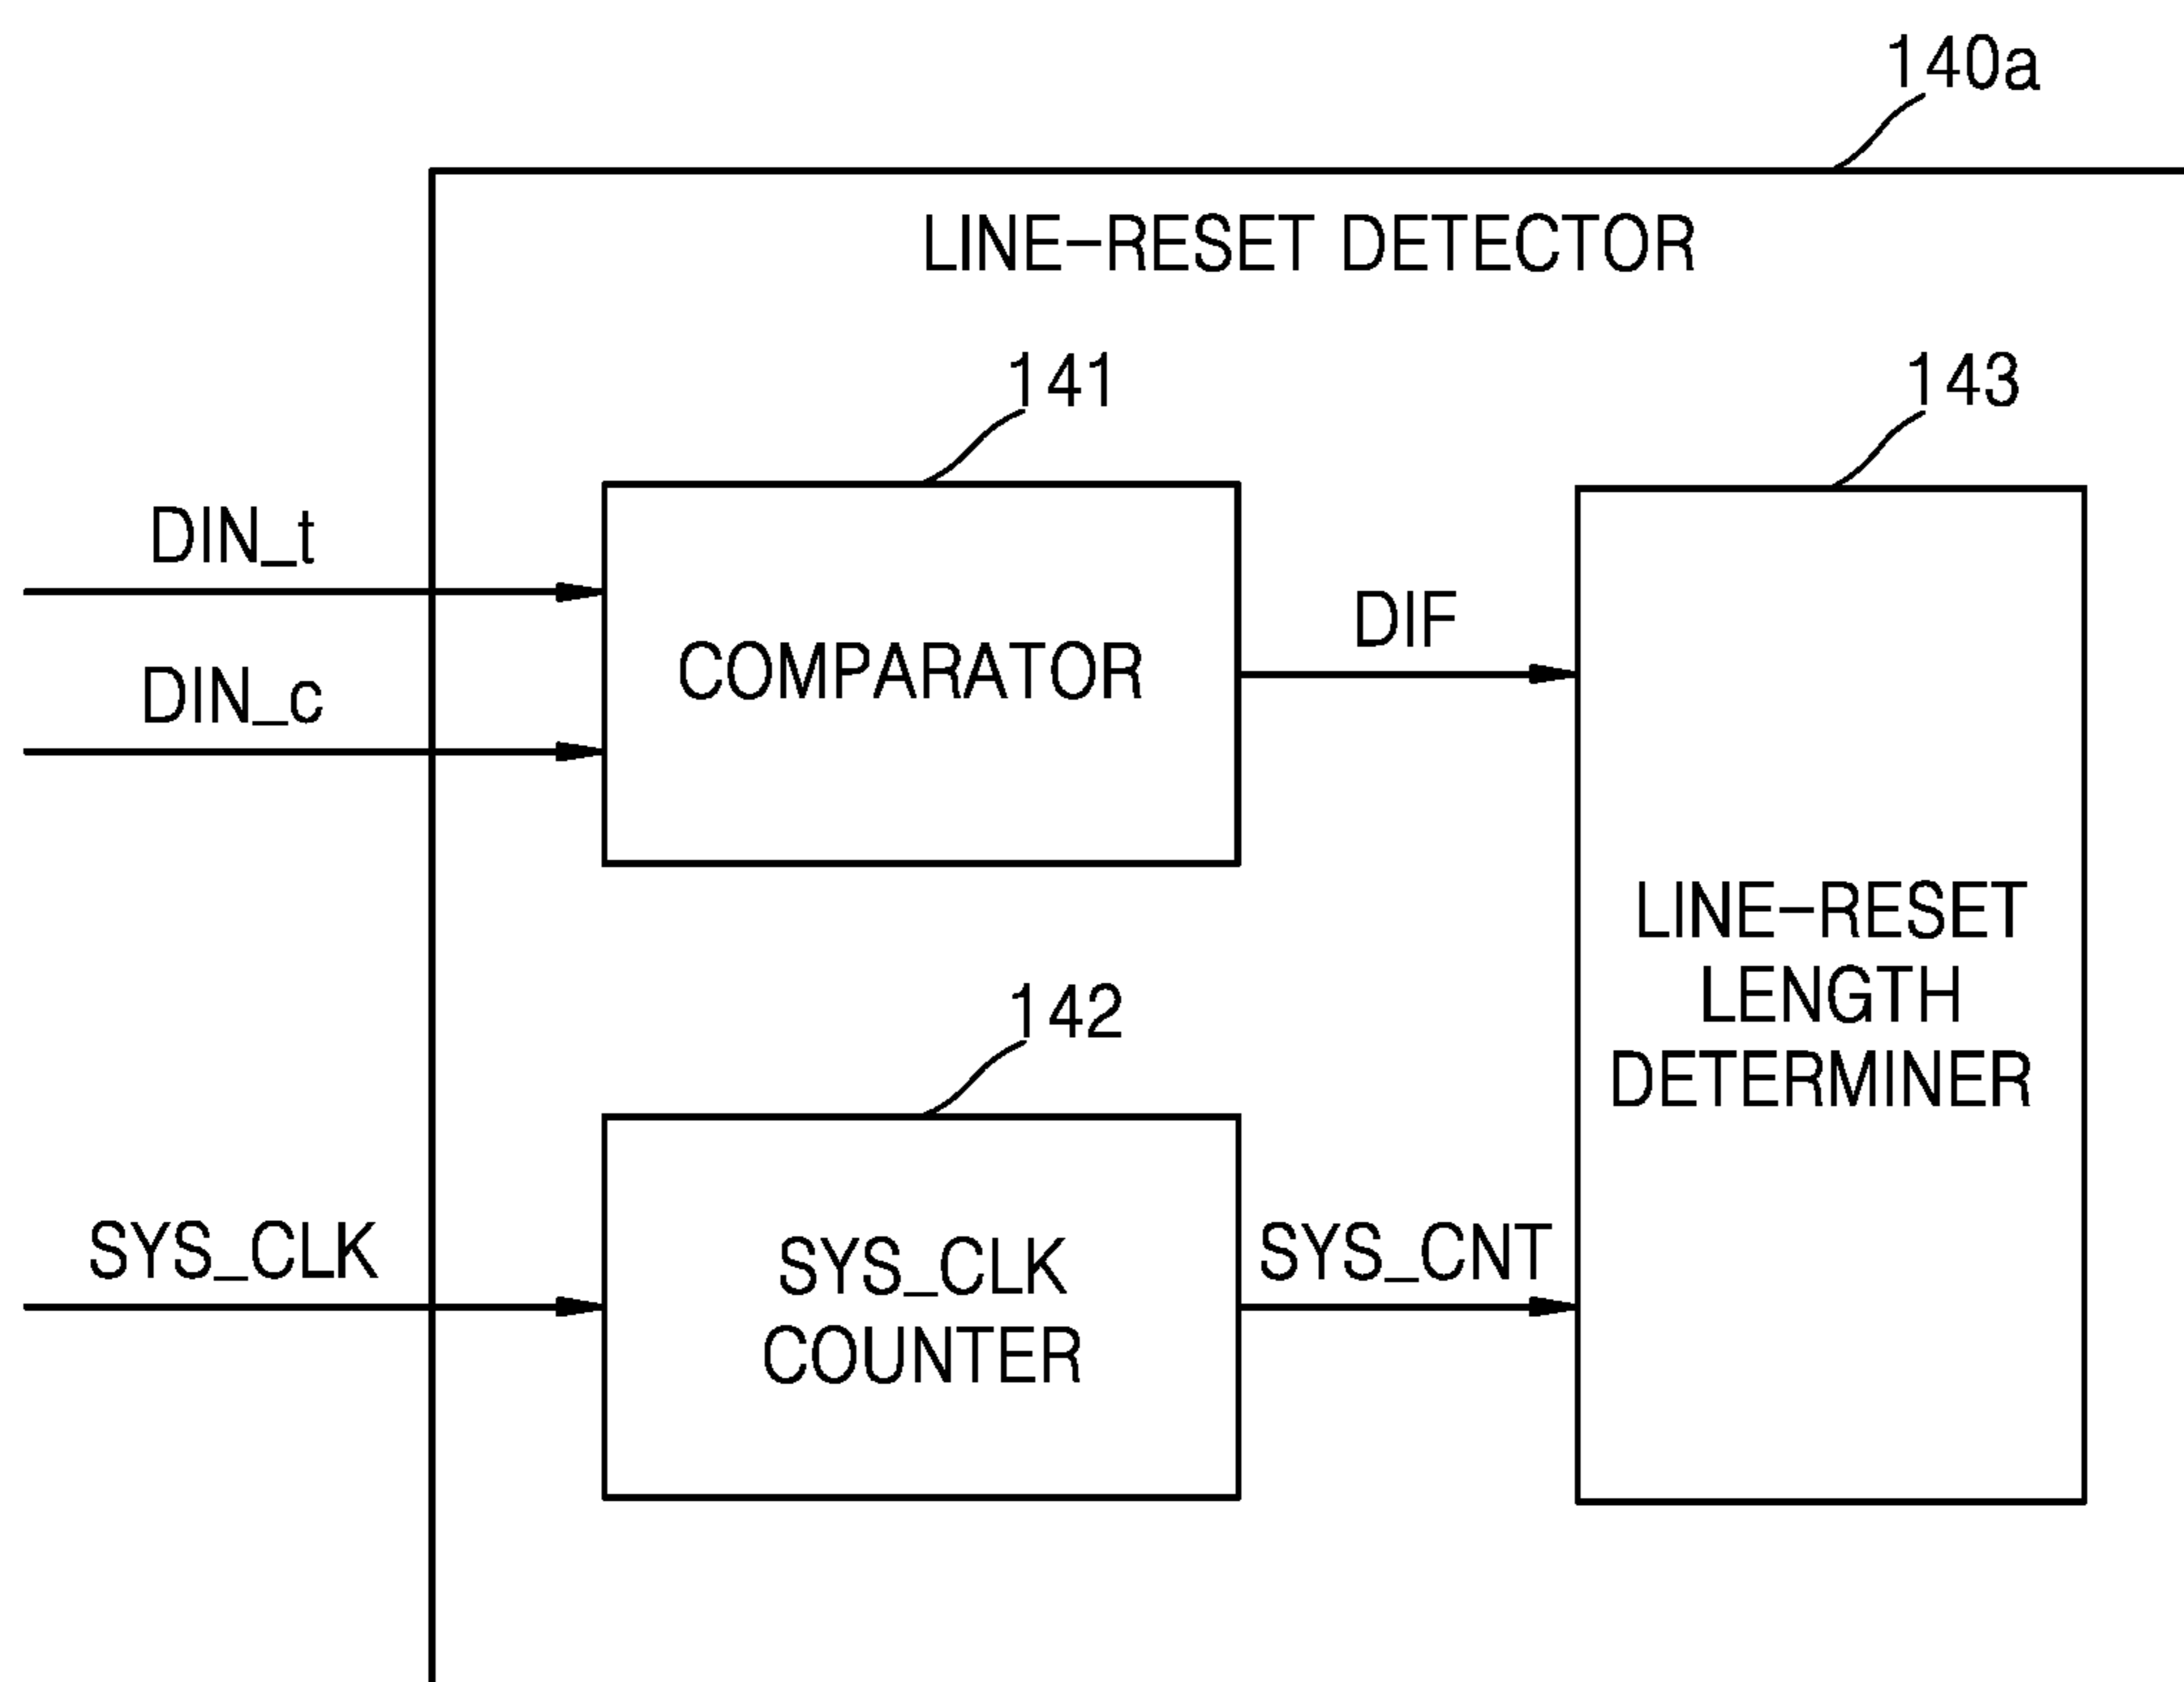 140a
LINE-RESET DETECTOR
141
143
DIN_t
DIN_c
COMPARATOR
DIF
LINE-RESET
LENGTH
DETERMINER
142
SYS_CLK
SYS_CLK
COUNTER
SYS_CNT